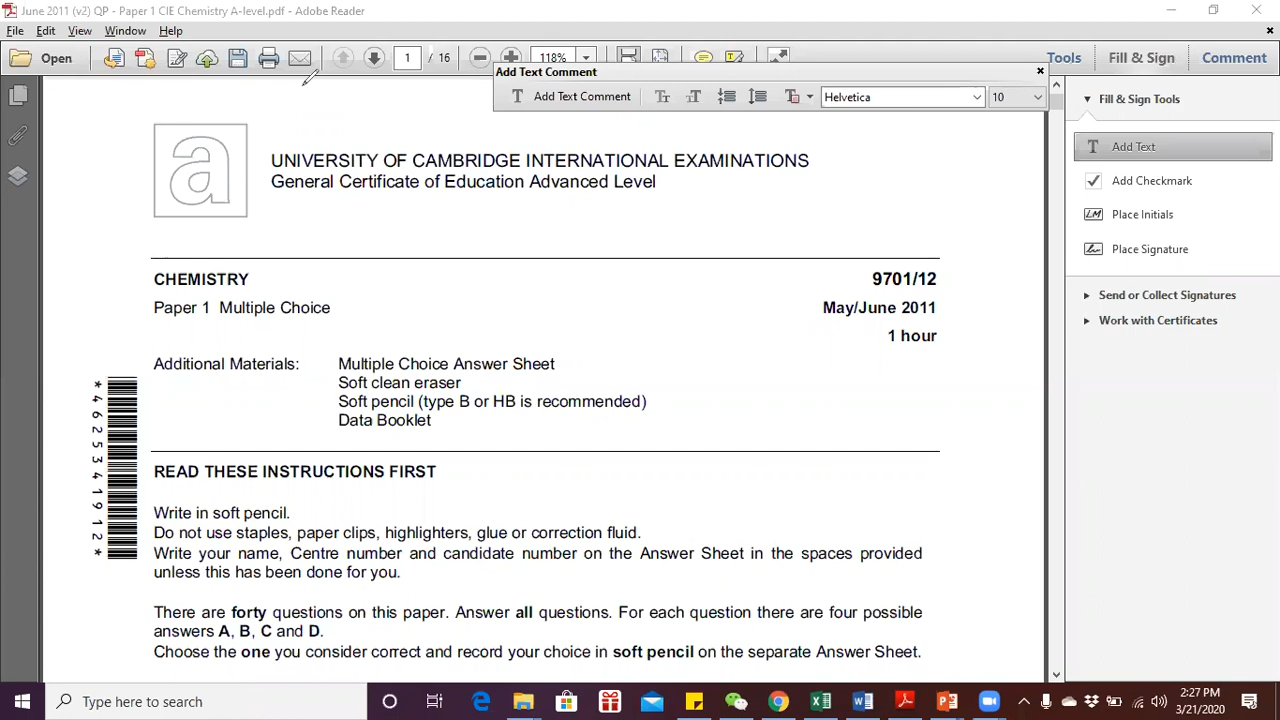 June 2011 (v2) QP - Paper 1 CIE Chemistry A-level.pdf - Adobe Reader
File Edit View Window Help
Open 1 / 16 118% Tools Fill & Sign Comment
Add Text Comment
T Add Text Comment Helvetica 10
Fill & Sign Tools
T Add Text
Add Checkmark
LM Place Initials
Place Signature
Send or Collect Signatures
Work with Certificates
a
UNIVERSITY OF CAMBRIDGE INTERNATIONAL EXAMINATIONS
General Certificate of Education Advanced Level
CHEMISTRY 9701/12
Paper 1 Multiple Choice May/June 2011
1 hour
Additional Materials: Multiple Choice Answer Sheet
Soft clean eraser
Soft pencil (type B or HB is recommended)
Data Booklet
*4625341912*
READ THESE INSTRUCTIONS FIRST
Write in soft pencil.
Do not use staples, paper clips, highlighters, glue or correction fluid.
Write your name, Centre number and candidate number on the Answer Sheet in the spaces provided
unless this has been done for you.
There are forty questions on this paper. Answer all questions. For each question there are four possible
answers A, B, C and D.
Choose the one you consider correct and record your choice in soft pencil on the separate Answer Sheet.
Type here to search
2:27 PM
3/21/2020